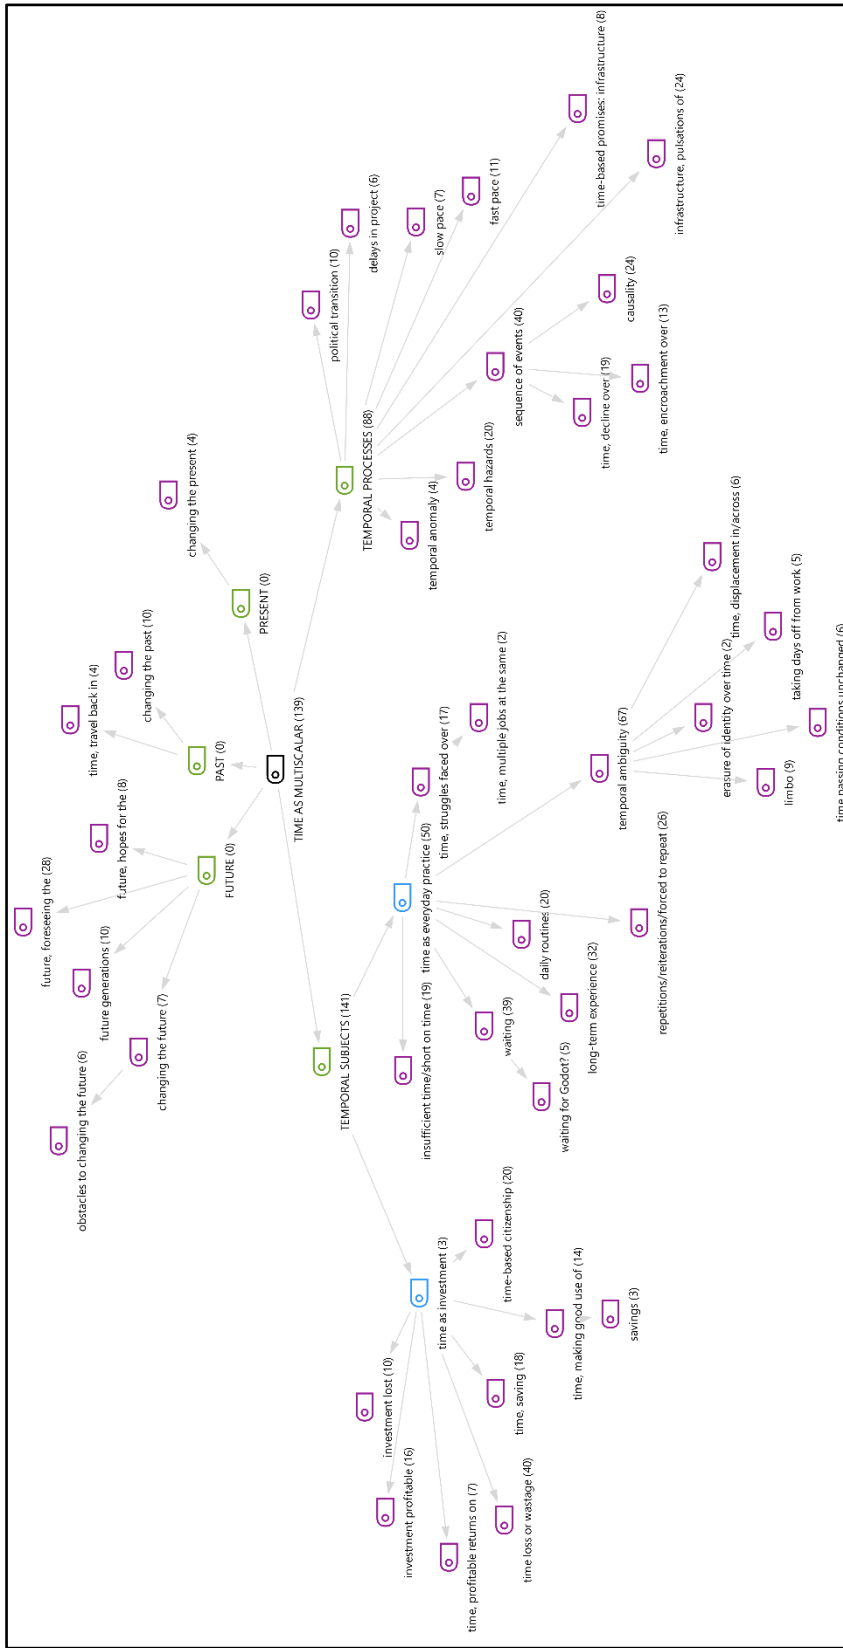 future, foreseeing the (28)
obstacles to changing the future (6)
time, travel back in (4)
future generations (10)
future, hopes for the (8)
changing the past (10)
changing the future (7)
changing the present (4)
PAST (0)
FUTURE (0)
PRESENT (0)
TIME AS MULTISCALAR (139)
political transition (10)
TEMPORAL SUBJECTS (141)
TEMPORAL PROCESSES (88)
delays in project (6)
investment lost (10)
investment profitable (16)
insufficient time/short on time (19)
time as everyday practice (50)
temporal anomaly (4)
slow pace (7)
time as investment (3)
time, struggles faced over (17)
time, profitable returns on (7)
temporal hazards (20)
fast pace (11)
time, multiple jobs at the same (2)
time-based citizenship (20)
waiting (39)
time, saving (18)
sequence of events (40)
time loss or wastage (40)
daily routines (20)
waiting for Godot? (5)
time, making good use of (14)
long-term experience (32)
time-based promises: infrastructure (8)
time, decline over (19)
temporal ambiguity (67)
causality (24)
savings (3)
repetitions/reiterations/forced to repeat (26)
time, encroachment over (13)
infrastructure, pulsations of (24)
erasure of identity over time (2)
time, displacement in/across (6)
limbo (9)
taking days off from work (5)
time passing conditions unchanged (6)